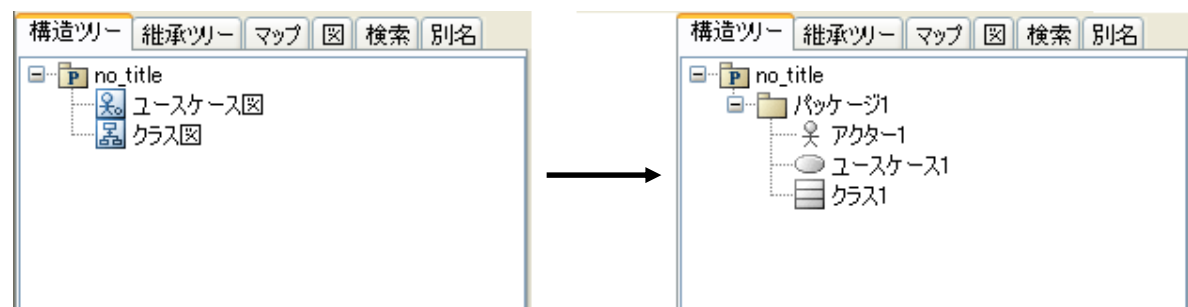 構造ツリー 継承ツリー マップ 図 検索 別名
no_title
ユースケース図
クラス図
構造ツリー 継承ツリー マップ 図 検索 別名
no_title
パッケージ1
アクター1
ユースケース1
クラス1